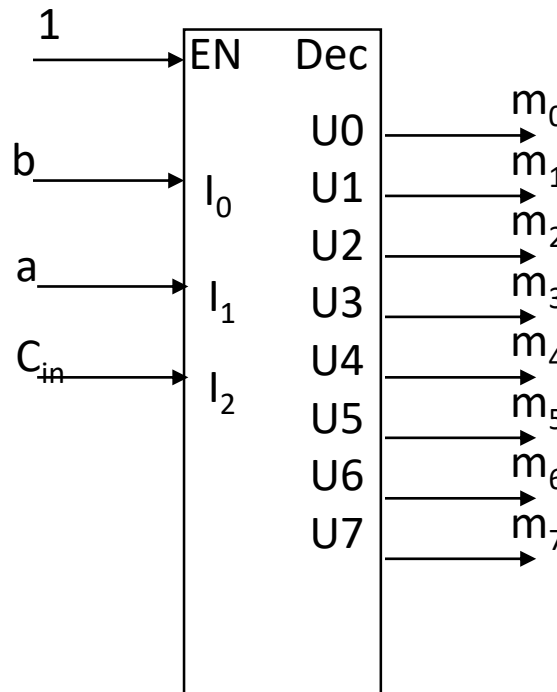 1
EN Dec
U0 m₀
b
I₀
U1 m₁
U2 m₂
a
I₁
U3 m₃
Cᵢₙ
I₂
U4 m₄
U5 m₅
U6 m₆
U7 m₇